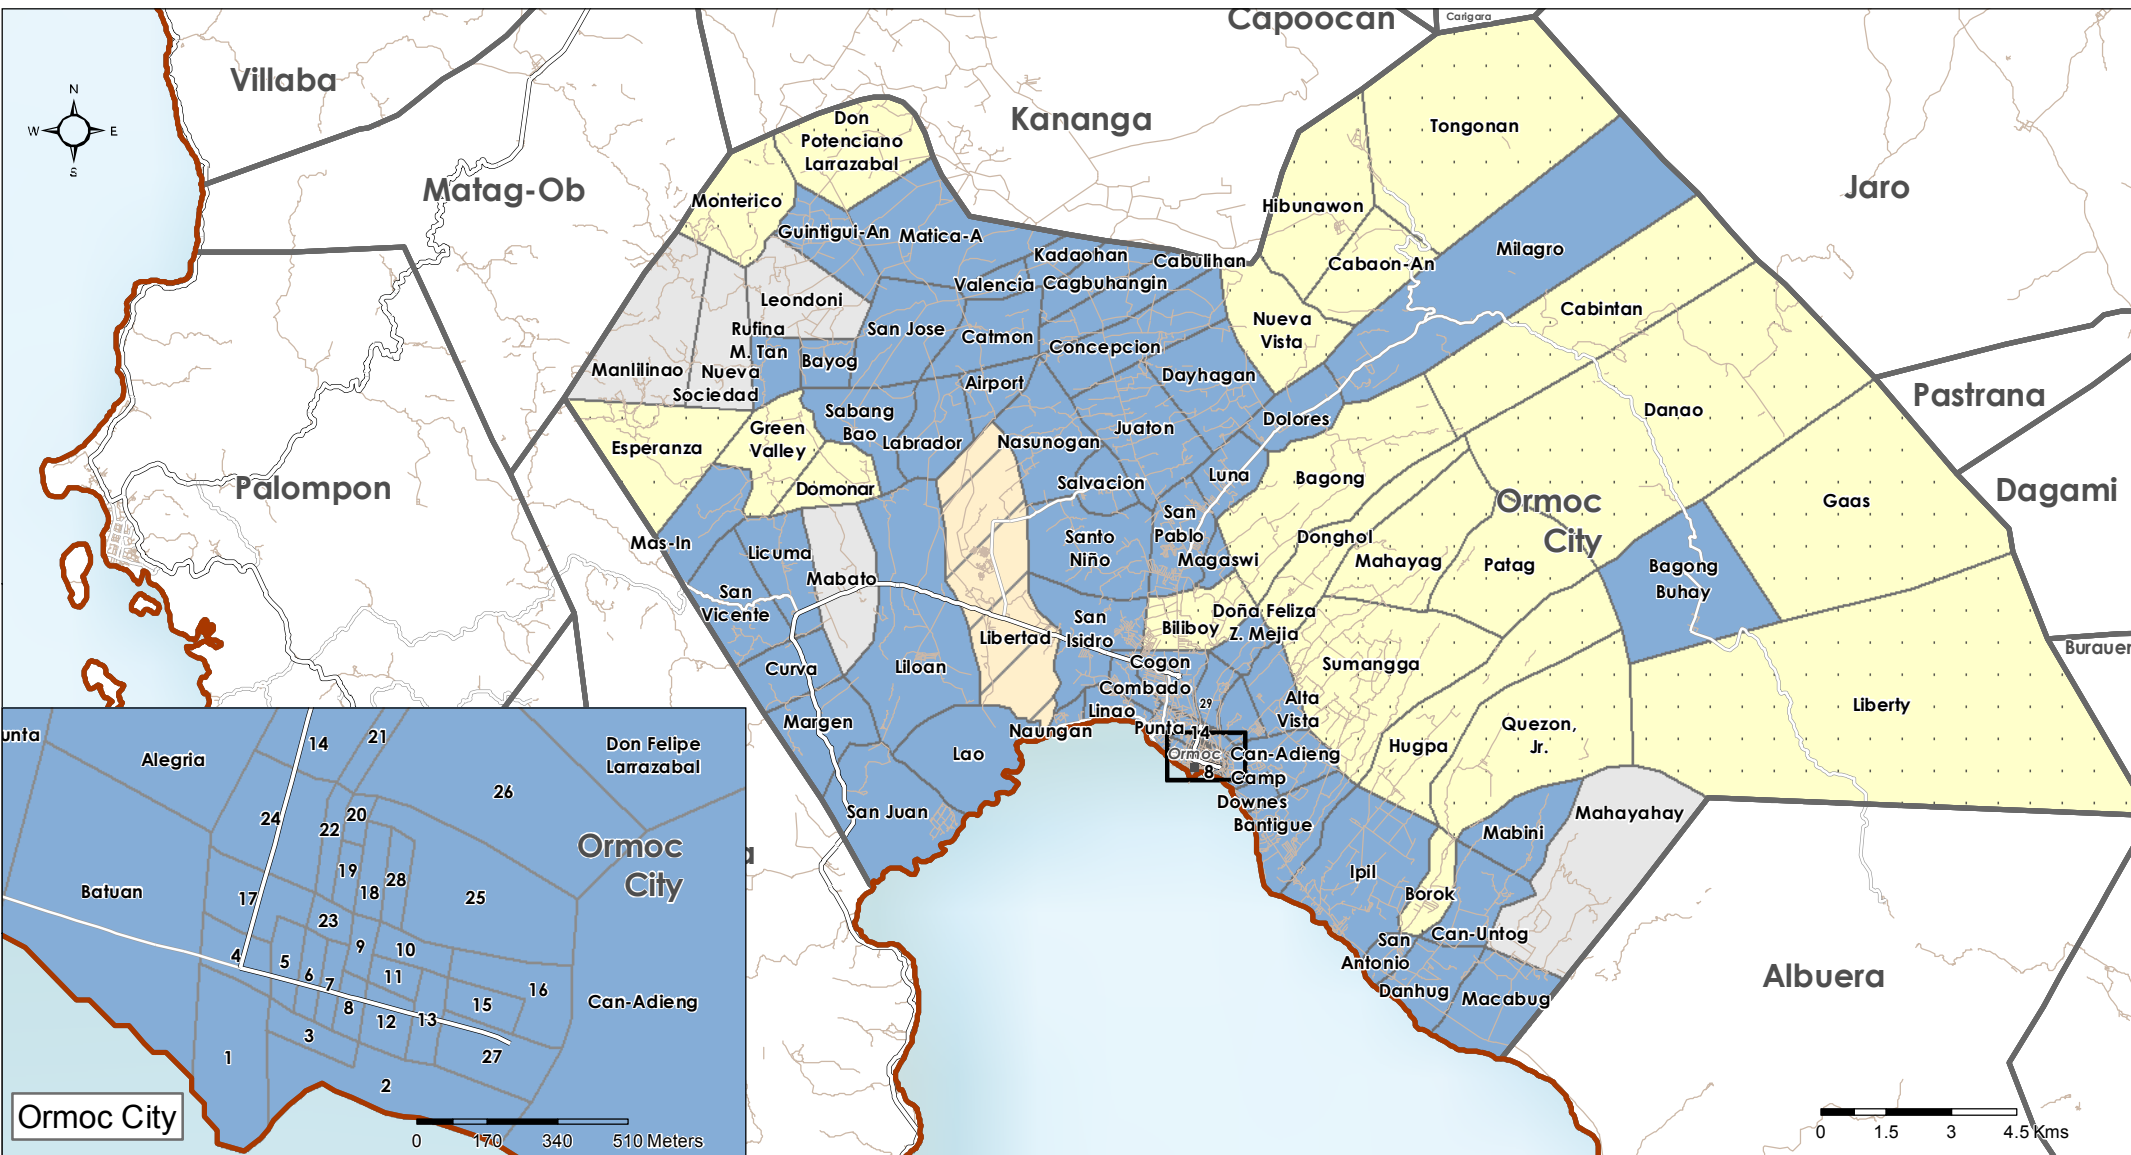 Capoocan
Carigara
Villaba
N
W
E
S
Kananga
Don
Potenciano
Larrazabal
Tongonan
Matag-Ob
Jaro
Monterico
Hibunawon
Guintigui-An
Matica-A
Milagro
Kadaohan
Cabulihan
Cabaon-An
Valencia
Cagbuhangin
Leondoni
Cabintan
Nueva
Vista
Rufina
M. Tan
San Jose
Catmon
Concepcion
Bayog
Manlilinao
Nueva
Sociedad
Airport
Dayhagan
Pastrana
Sabang
Bao
Danao
Dolores
Green
Valley
Juaton
Labrador
Nasunogan
Esperanza
Luna
Bagong
Salvacion
Palompon
Domonar
Dagami
Ormoc
City
Gaas
San
Pablo
Santo
Niño
Donghol
Mas-In
Licuma
Magaswi
Mahayag
Patag
Bagong
Buhay
Mabato
San
Vicente
San
Isidro
Doña Feliza
Z. Mejia
Biliboy
Libertad
Burauen
Curva
Liloan
Cogon
Sumangga
Combado
Alta
Vista
29
Liberty
Linao
Margen
Naungan
Punta
14
Quezon,
Jr.
Hugpa
Lao
Ormoc
Can-Adieng
8
Camp
Downes
San Juan
Bantigue
Mabini
Mahayahay
Ipil
Borok
San
Antonio
Can-Untog
Danhug
Macabug
Albuera
a
0
1.5
3
4.5 Kms
unta
Alegria
14
21
Don Felipe
Larrazabal
26
24
22
20
Ormoc
City
19
18
28
Batuan
17
25
23
9
10
4
5
6
7
11
8
12
13
15
16
Can-Adieng
3
1
27
2
Ormoc City
0
170
340
510 Meters